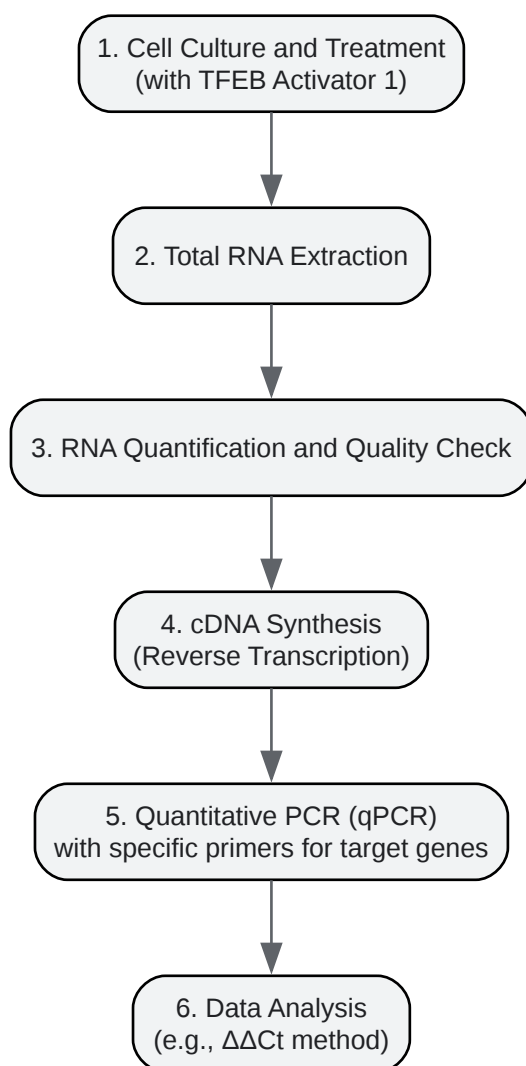 1. Cell Culture and Treatment
(with TFEB Activator 1)
2. Total RNA Extraction
3. RNA Quantification and Quality Check
4. cDNA Synthesis
(Reverse Transcription)
5. Quantitative PCR (qPCR)
with specific primers for target genes
6. Data Analysis
(e.g., ΔΔCt method)